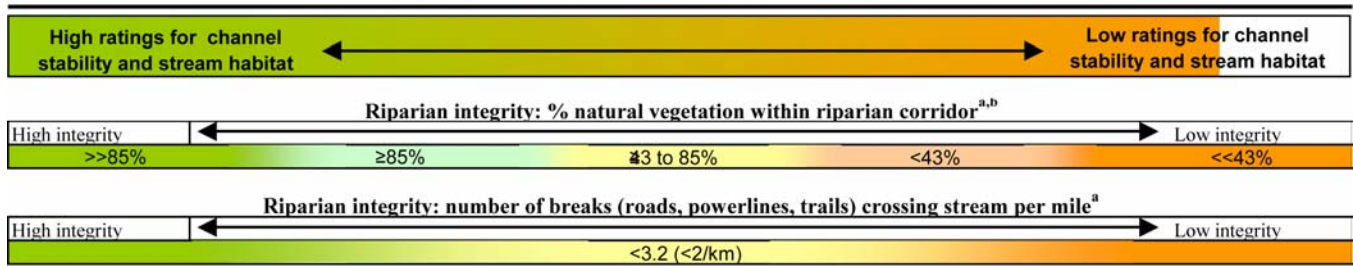 High ratings for channel stability and stream habitat
Low ratings for channel stability and stream habitat
Riparian integrity: % natural vegetation within riparian corridor a,b
High integrity
Low integrity
>>85%
≥85%
43 to 85%
<43%
<<43%
Riparian integrity: number of breaks (roads, powerlines, trails) crossing stream per mile a
High integrity
Low integrity
<3.2 (<2/km)